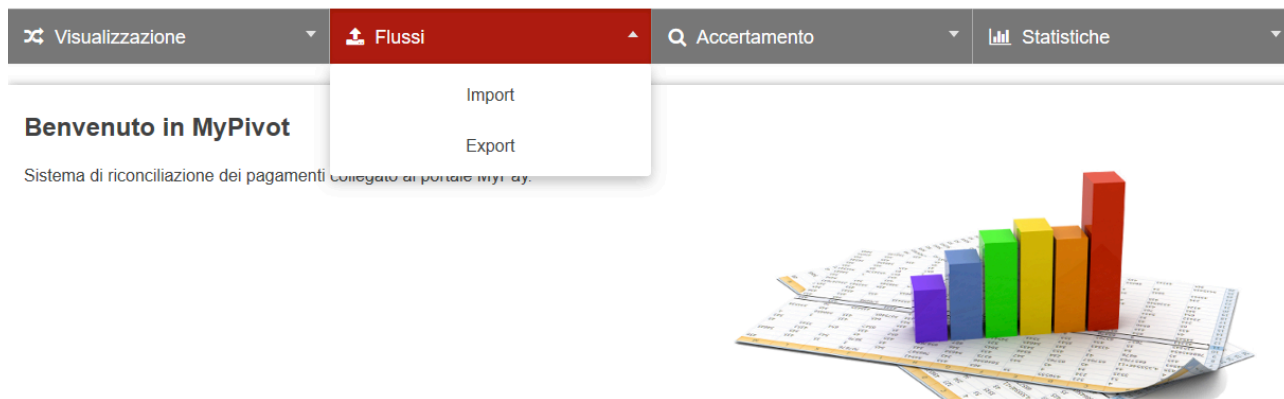 Visualizzazione
Flussi
Accertamento
Statistiche
Import
Export
Benvenuto in MyPivot
Sistema di riconciliazione dei pagamenti collegato al portale MyPay.